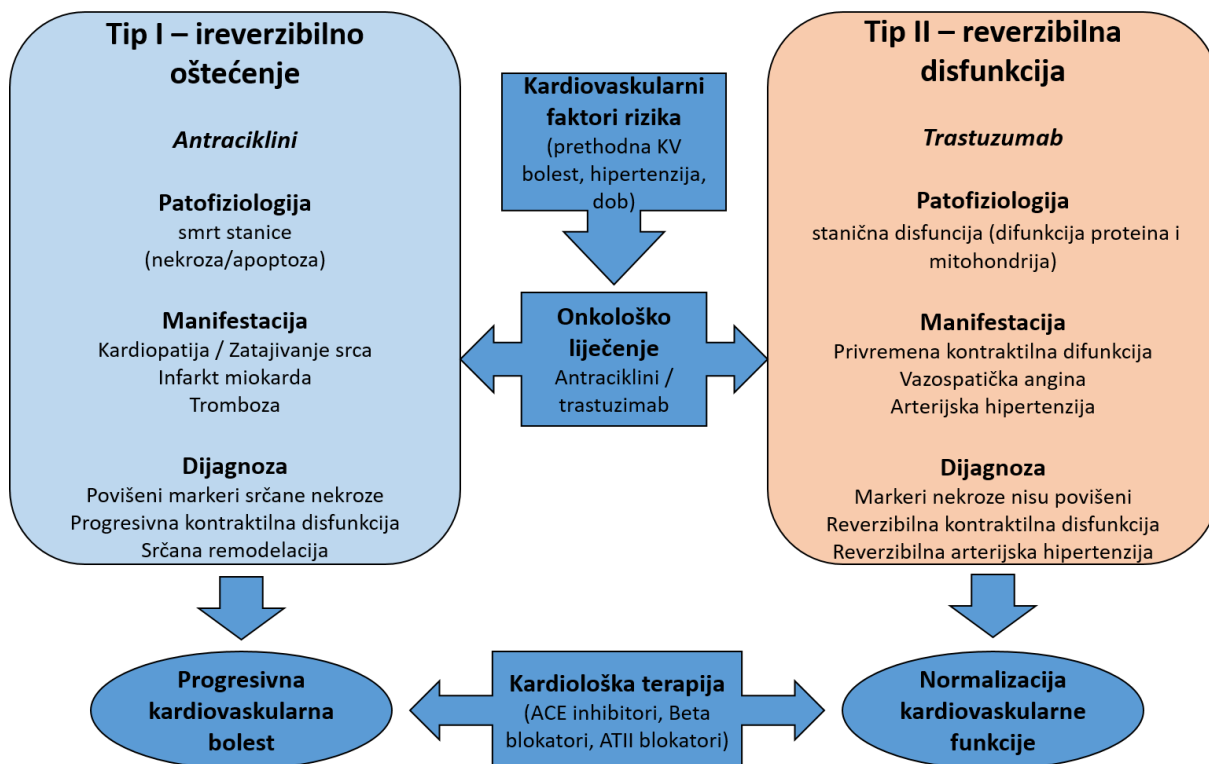 Tip I – ireverzibilno
oštećenje
Antraciklini
Patofiziologija
smrt stanice
(nekroza/apoptoza)
Manifestacija
Kardiopatija / Zatajivanje srca
Infarkt miokarda
Tromboza
Dijagnoza
Povišeni markeri srčane nekroze
Progresivna kontraktilna disfunkcija
Srčana remodelacija
Kardiovaskularni
faktori rizika
(prethodna KV
bolest, hipertenzija,
dob)
Onkološko
liječenje
Antraciklini /
trastuzimab
Tip II – reverzibilna
disfunkcija
Trastuzumab
Patofiziologija
stanična disfuncija (difunkcija proteina i
mitohondrija)
Manifestacija
Privremena kontraktilna difunkcija
Vazospatička angina
Arterijska hipertenzija
Dijagnoza
Markeri nekroze nisu povišeni
Reverzibilna kontraktilna disfunkcija
Reverzibilna arterijska hipertenzija
Progresivna
kardiovaskularna
bolest
Kardiološka terapija
(ACE inhibitori, Beta
blokatori, ATII blokatori)
Normalizacija
kardiovaskularne
funkcije